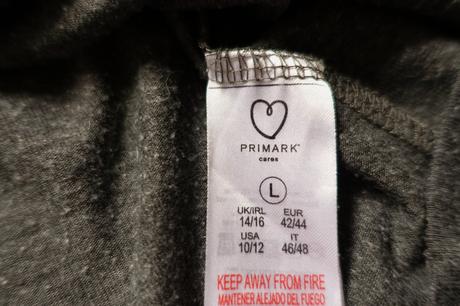 PRIMARK®
cares
L
UK/IRL EUR
14/16 42/44
USA IT
10/12 46/48
KEEP AWAY FROM FIRE
MANTENER ALEJADO DEL FUEGO